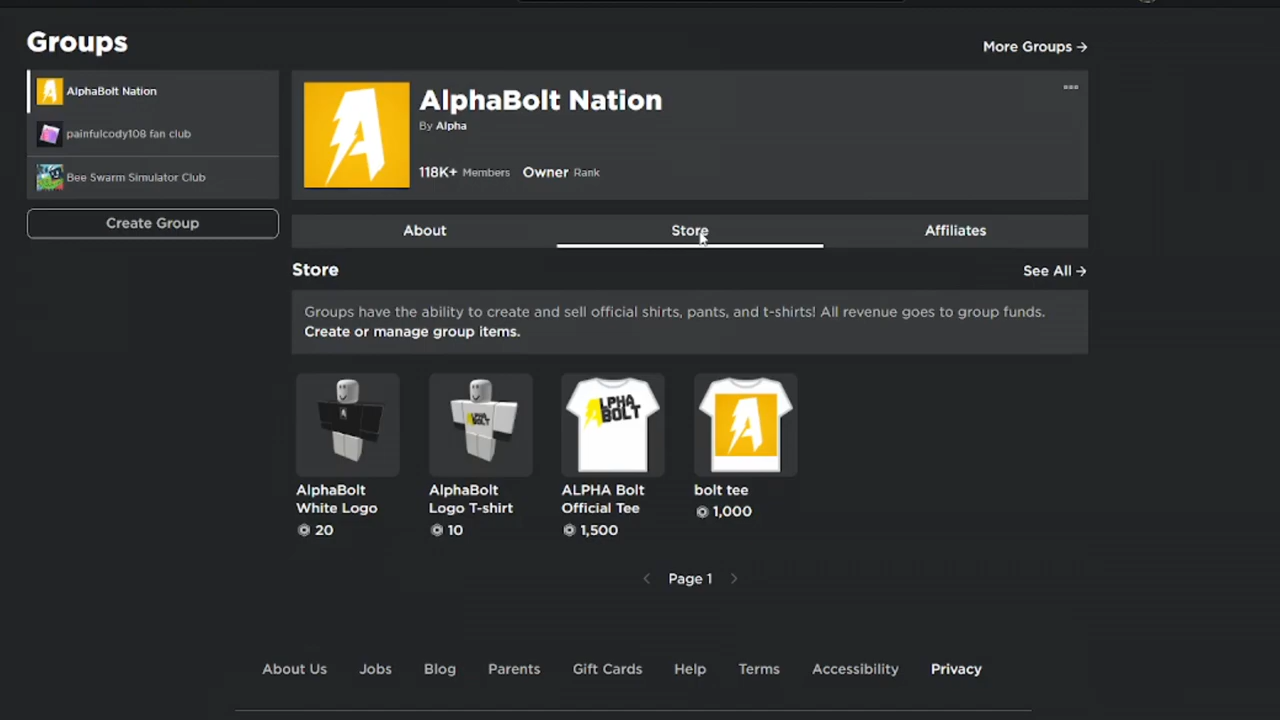 Groups
More Groups →
AlphaBolt Nation
painfulcody108 fan club
Bee Swarm Simulator Club
Create Group
A
AlphaBolt Nation
By Alpha
118K+ Members Owner Rank
About
Store
Affiliates
Store
See All →
Groups have the ability to create and sell official shirts, pants, and t-shirts! All revenue goes to group funds.
Create or manage group items.
ALPHA
BOLT
ALPHA
BOLT
A
AlphaBolt
White Logo
20
AlphaBolt
Logo T-shirt
10
ALPHA Bolt
Official Tee
1,500
bolt tee
1,000
< Page 1 >
About Us
Jobs
Blog
Parents
Gift Cards
Help
Terms
Accessibility
Privacy